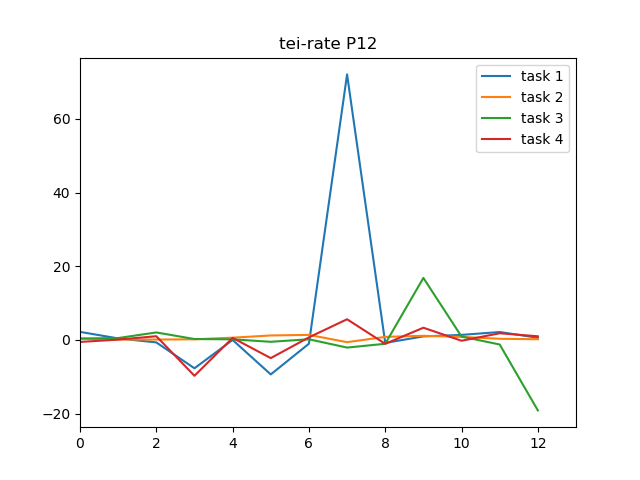 tei-rate P12
task 1
task 2
task 3
task 4
60
40
20
0
−20
0 2 4 6 8 10 12